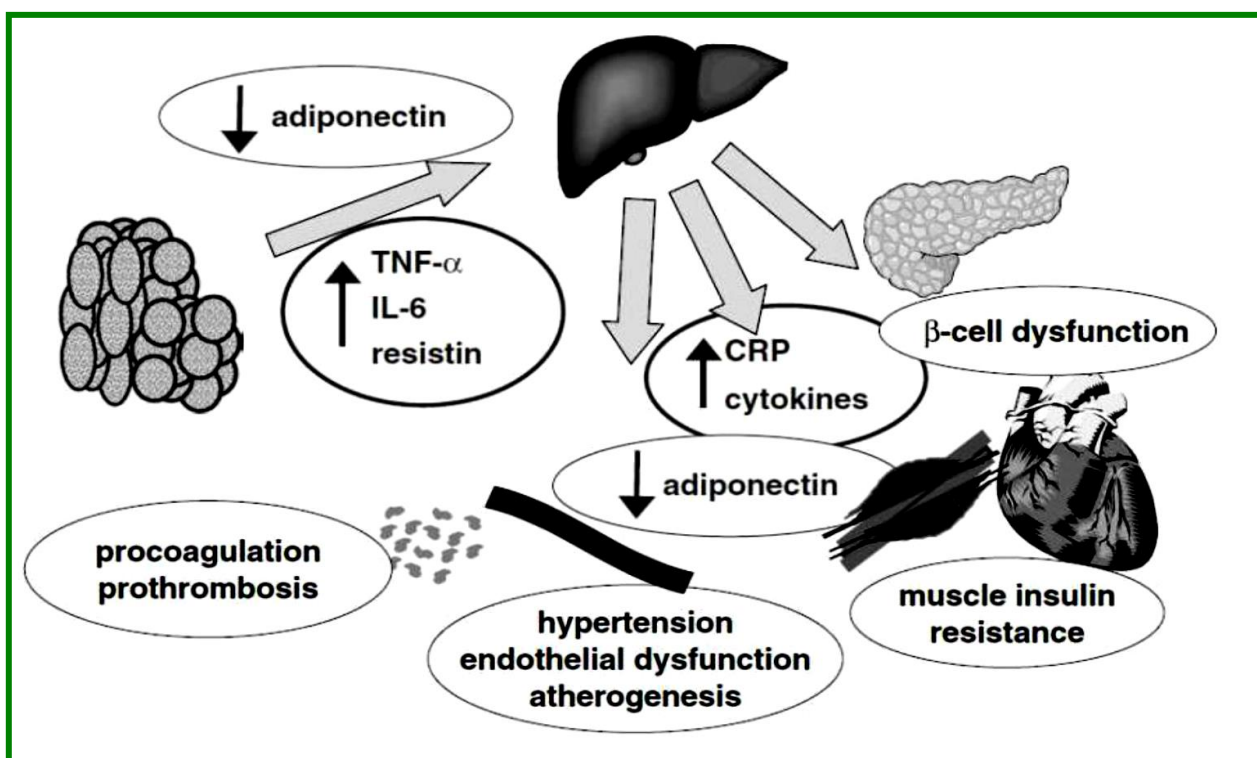 adiponectin
TNF-α
IL-6
resistin
CRP
cytokines
β-cell dysfunction
adiponectin
procoagulation
prothrombosis
hypertension
endothelial dysfunction
atherogenesis
muscle insulin
resistance